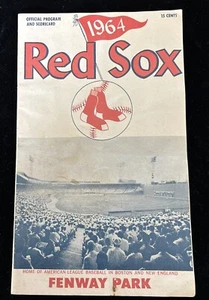 OFFICIAL PROGRAM
AND SCORECARD
15 CENTS
1964
Red Sox
HOME OF AMERICAN LEAGUE BASEBALL IN BOSTON AND NEW ENGLAND
FENWAY PARK